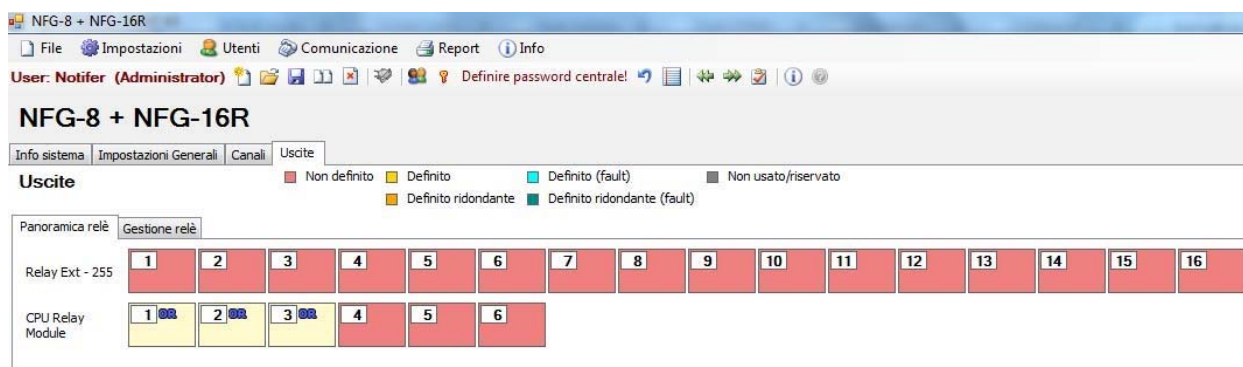 NFG-8 + NFG-16R
File Impostazioni Utenti Comunicazione Report Info
User: Notifer (Administrator) Definire password centrale!
NFG-8 + NFG-16R
Info sistema Impostazioni Generali Canali Uscite
Uscite
Non definito Definito Definito (fault) Non usato/riservato
Definito ridondante Definito ridondante (fault)
Panoramica relè Gestione relè
Relay Ext - 255 1 2 3 4 5 6 7 8 9 10 11 12 13 14 15 16
CPU Relay Module 1 OR 2 OR 3 OR 4 5 6